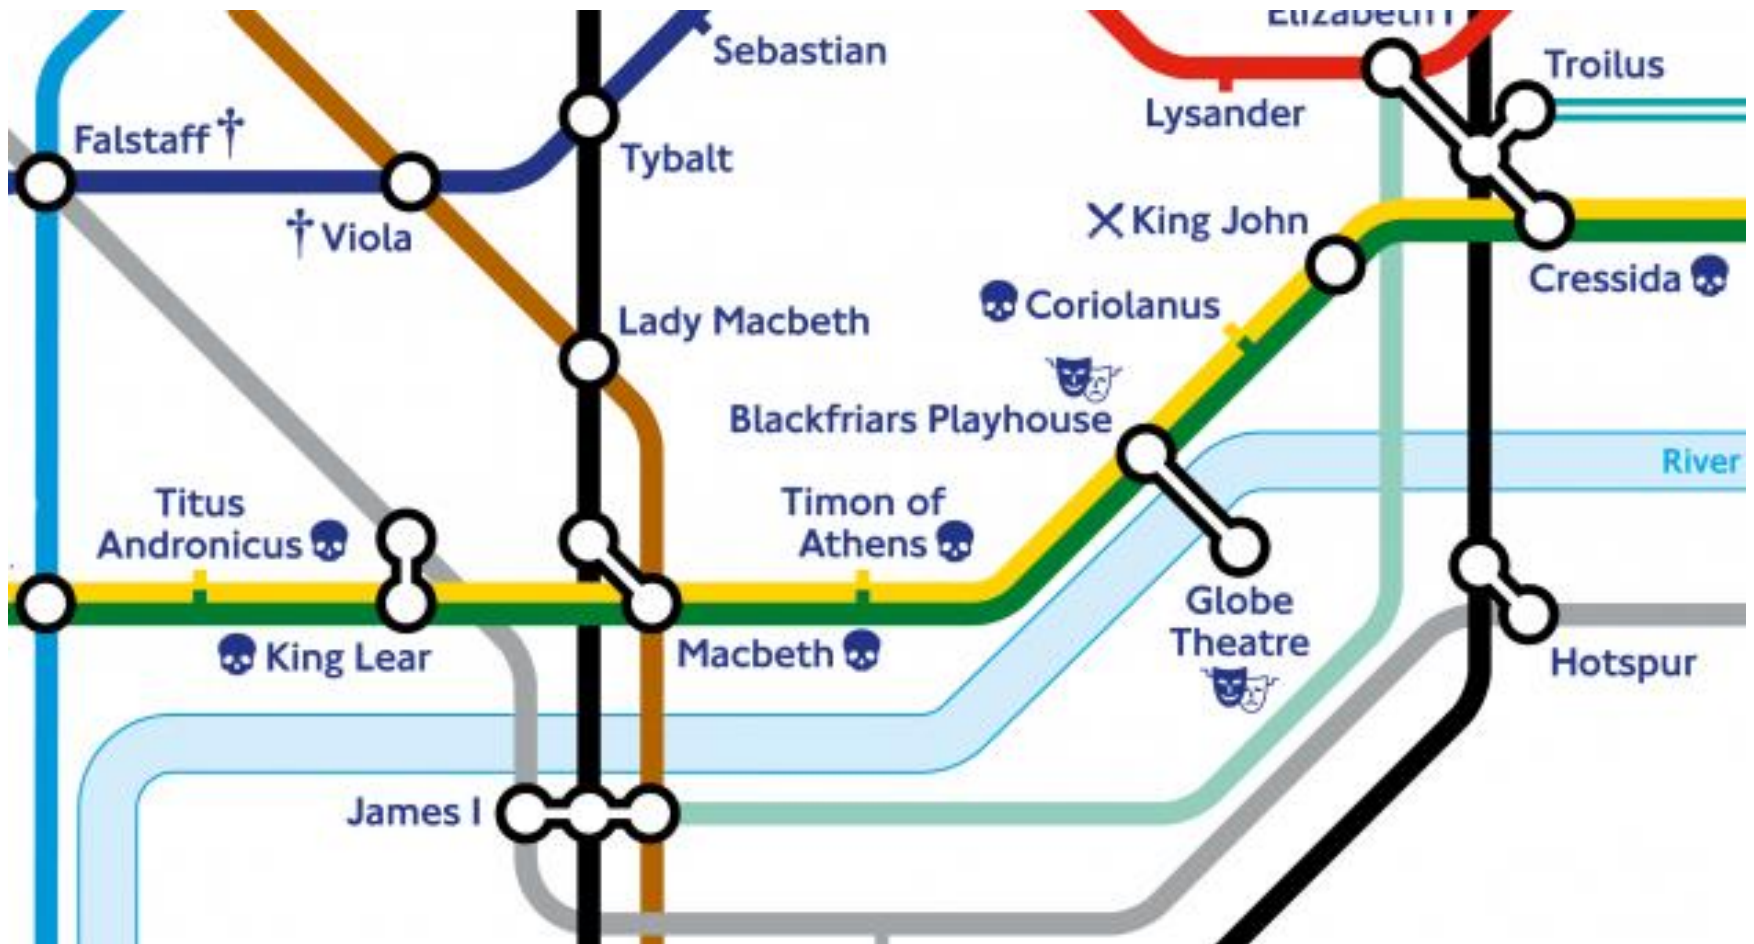 Elizabeth I
Sebastian
Troilus
Lysander
Falstaff †
Tybalt
† Viola
King John
Cressida
Coriolanus
Lady Macbeth
Blackfriars Playhouse
River
Titus
Andronicus
Timon of
Athens
Globe
Theatre
King Lear
Macbeth
Hotspur
James I